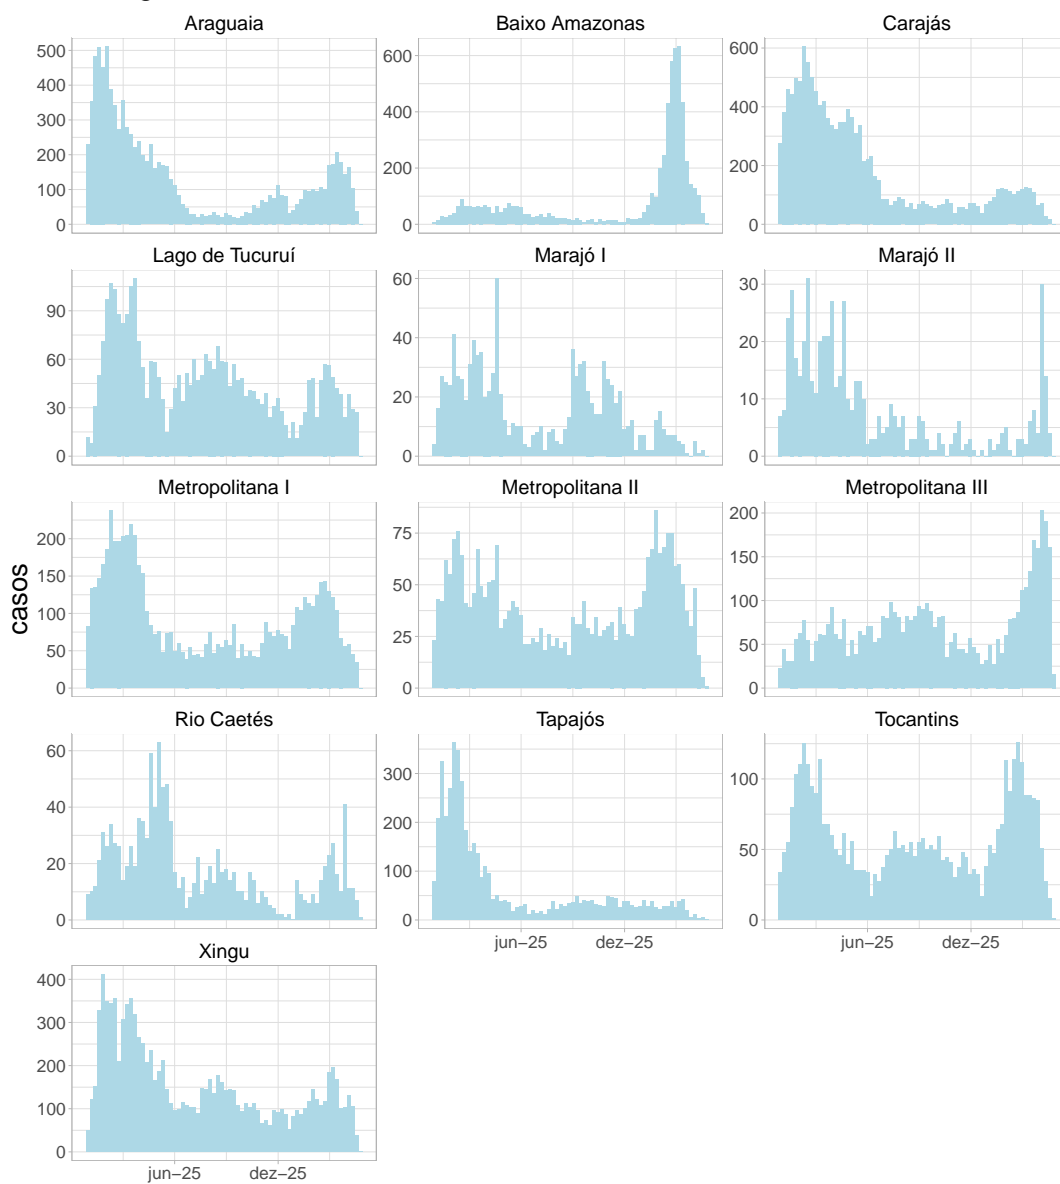 Araguaia
Baixo Amazonas
Carajás
500
400
300
200
100
0
600
400
200
0
600
400
200
0
Lago de Tucuruí
Marajó I
Marajó II
90
60
30
0
60
40
20
0
30
20
10
0
Metropolitana I
Metropolitana II
Metropolitana III
200
150
100
50
0
75
50
25
0
200
150
100
50
0
casos
Rio Caetés
Tapajós
Tocantins
60
40
20
0
300
200
100
0
100
50
0
jun–25
dez–25
jun–25
dez–25
Xingu
400
300
200
100
0
jun–25
dez–25